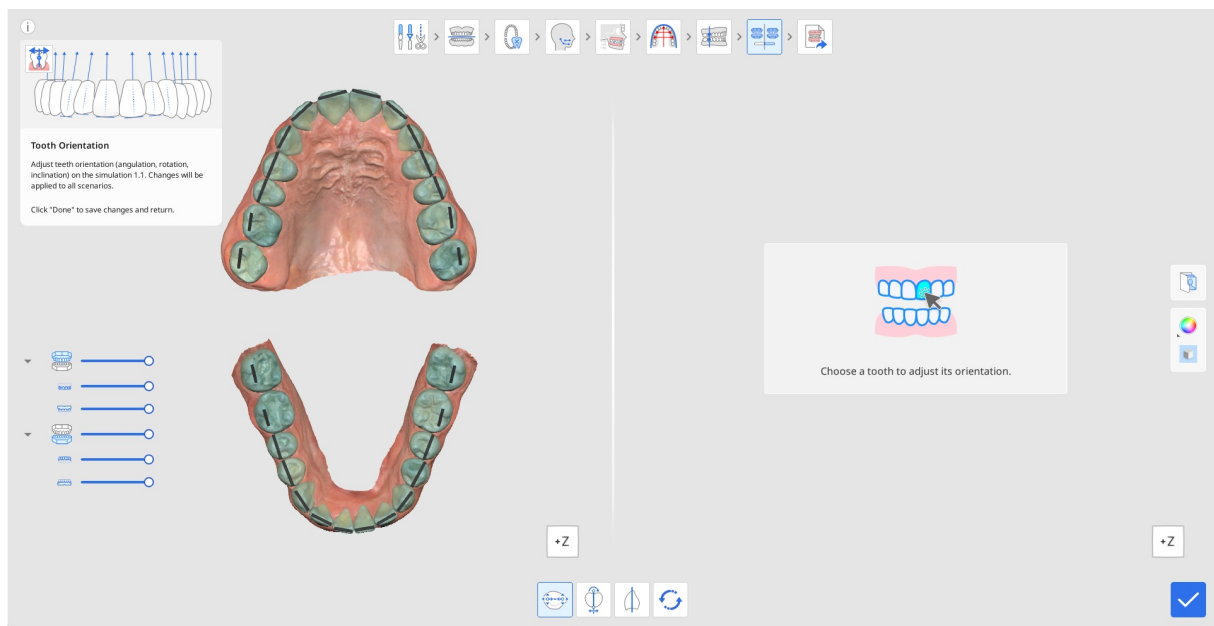 i
Tooth Orientation
Adjust teeth orientation (angulation, rotation,
inclination) on the simulation 1.1. Changes will be
applied to all scenarios.
Click "Done" to save changes and return.
Choose a tooth to adjust its orientation.
+Z
+Z